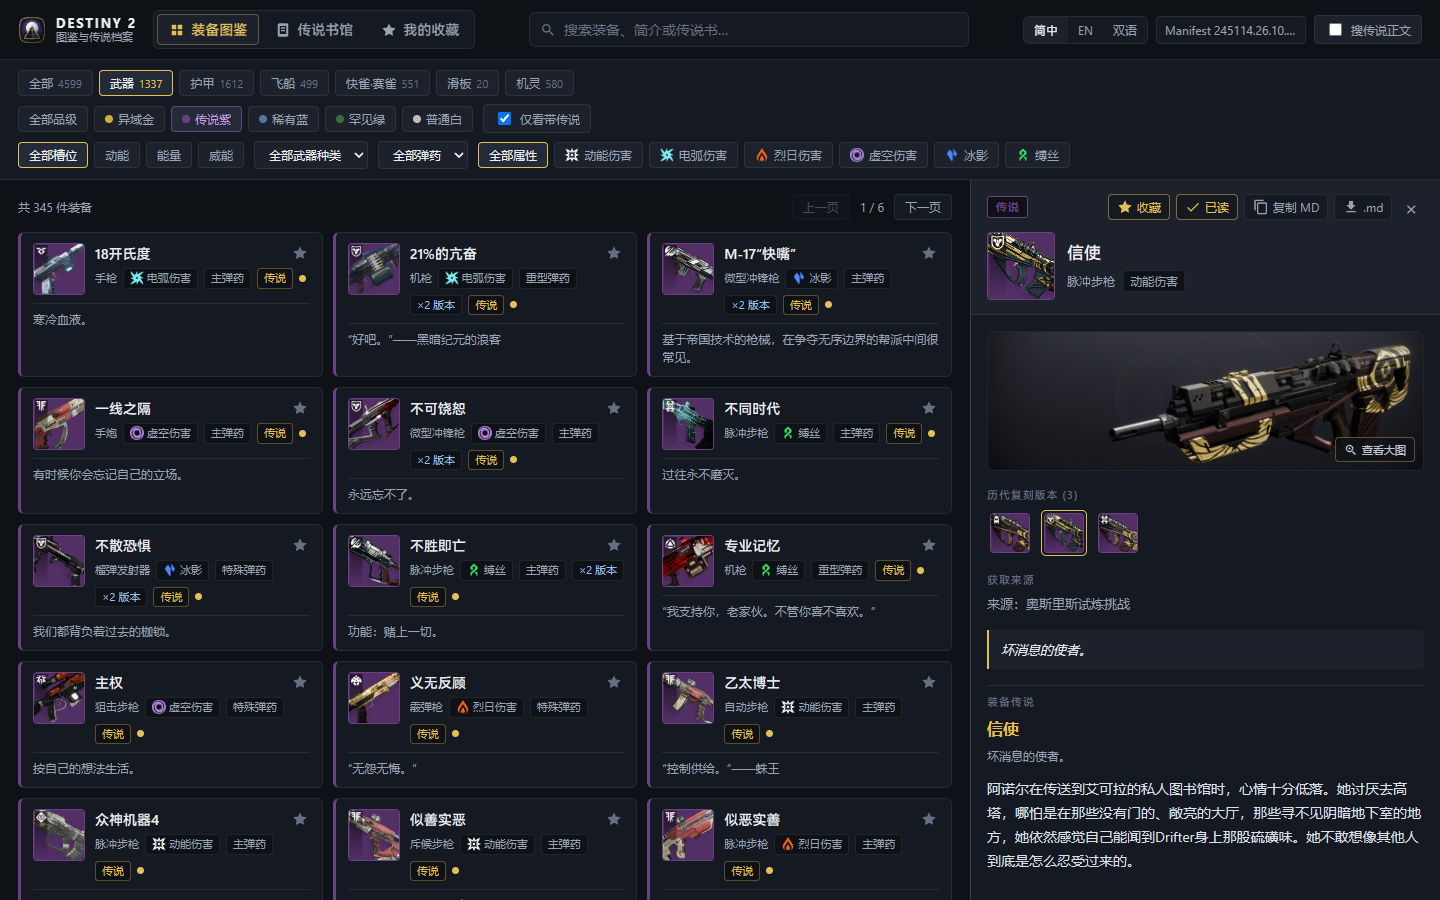 DESTINY 2
图鉴与传说档案
装备图鉴
传说书馆
我的收藏
搜索装备、简介或传说书...
简中
EN
双语
Manifest 245114.26.10....
搜传说正文
全部 4599
武器 1337
护甲 1612
飞船 499
快雀·赛雀 551
滑板 20
机灵 580
全部品级
异域金
传说紫
稀有蓝
罕见绿
普通白
仅看带传说
全部槽位
动能
能量
威能
全部武器种类
全部弹药
全部属性
动能伤害
电弧伤害
烈日伤害
虚空伤害
冰影
缚丝
共 345 件装备
上一页
1 / 6
下一页
18开氏度
手枪 电弧伤害 主弹药 传说
寒冷血液。
21%的亢奋
机枪 电弧伤害 重型弹药
×2 版本 传说
“好吧。”——黑暗纪元的浪客
M-17“快嘴”
微型冲锋枪 冰影 主弹药
×2 版本 传说
基于帝国技术的枪械，在争夺无序边界的帮派中间很
常见。
一线之隔
手炮 虚空伤害 主弹药 传说
有时候你会忘记自己的立场。
不可饶恕
微型冲锋枪 虚空伤害 主弹药
×2 版本 传说
永远忘不了。
不同时代
脉冲步枪 缚丝 主弹药 传说
过往永不磨灭。
不散恐惧
榴弹发射器 冰影 特殊弹药
×2 版本 传说
我们都背负着过去的枷锁。
不胜即亡
脉冲步枪 缚丝 主弹药 ×2 版本
传说
功能：赌上一切。
专业记忆
机枪 缚丝 重型弹药 传说
“我支持你，老家伙。不管你喜不喜欢。”
主权
狙击步枪 虚空伤害 特殊弹药
传说
按自己的想法生活。
义无反顾
霰弹枪 烈日伤害 特殊弹药
传说
“无怨无悔。”
乙太博士
自动步枪 动能伤害 主弹药
传说
“控制供给。”——蛛王
众神机器4
脉冲步枪 动能伤害 主弹药
传说
似善实恶
斥候步枪 动能伤害 主弹药
传说
似恶实善
脉冲步枪 烈日伤害 主弹药
传说
传说
收藏
已读
复制 MD
.md
×
信使
脉冲步枪 动能伤害
查看大图
历代复刻版本 (3)
获取来源
来源：奥斯里斯试炼挑战
坏消息的使者。
装备传说
信使
坏消息的使者。
阿诺尔在传送到艾可拉的私人图书馆时，心情十分低落。她讨厌去高
塔，哪怕是在那些没有门的、敞亮的大厅，那些寻不见阴暗地下室的地
方，她依然感觉自己能闻到Drifter身上那股硫磺味。她不敢想像其他人
到底是怎么忍受过来的。